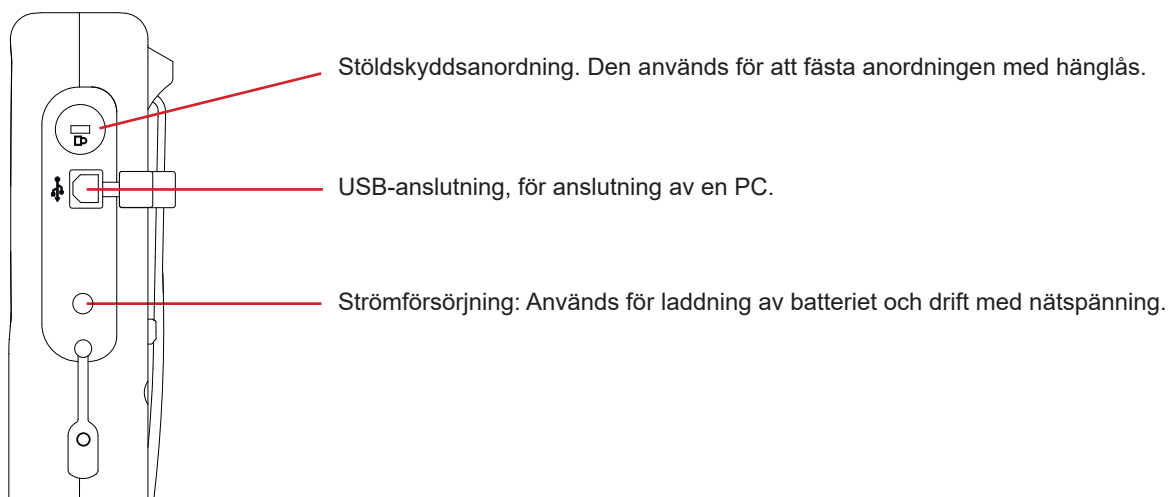 Stöldskyddsanordning. Den används för att fästa anordningen med hänglås.
USB-anslutning, för anslutning av en PC.
Strömförsörjning: Används för laddning av batteriet och drift med nätspänning.